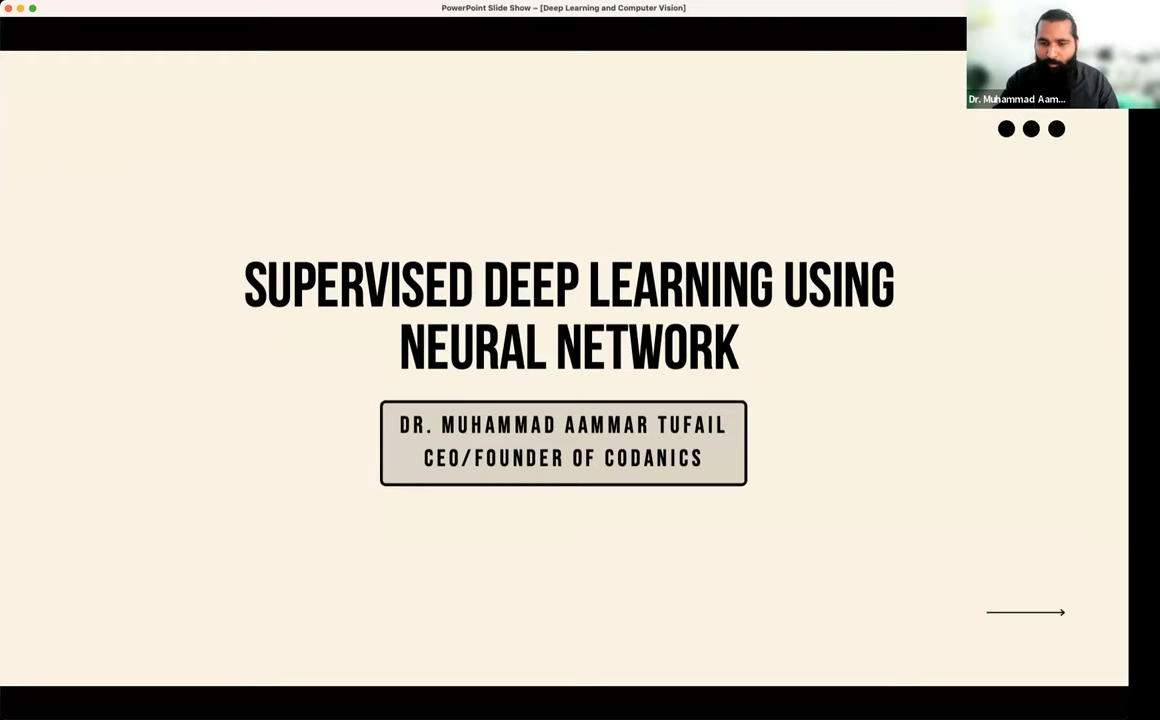 PowerPoint Slide Show – [Deep Learning and Computer Vision]
Dr. Muhammad Aam...
SUPERVISED DEEP LEARNING USING
NEURAL NETWORK
DR. MUHAMMAD AAMMAR TUFAIL
CEO/FOUNDER OF CODANICS